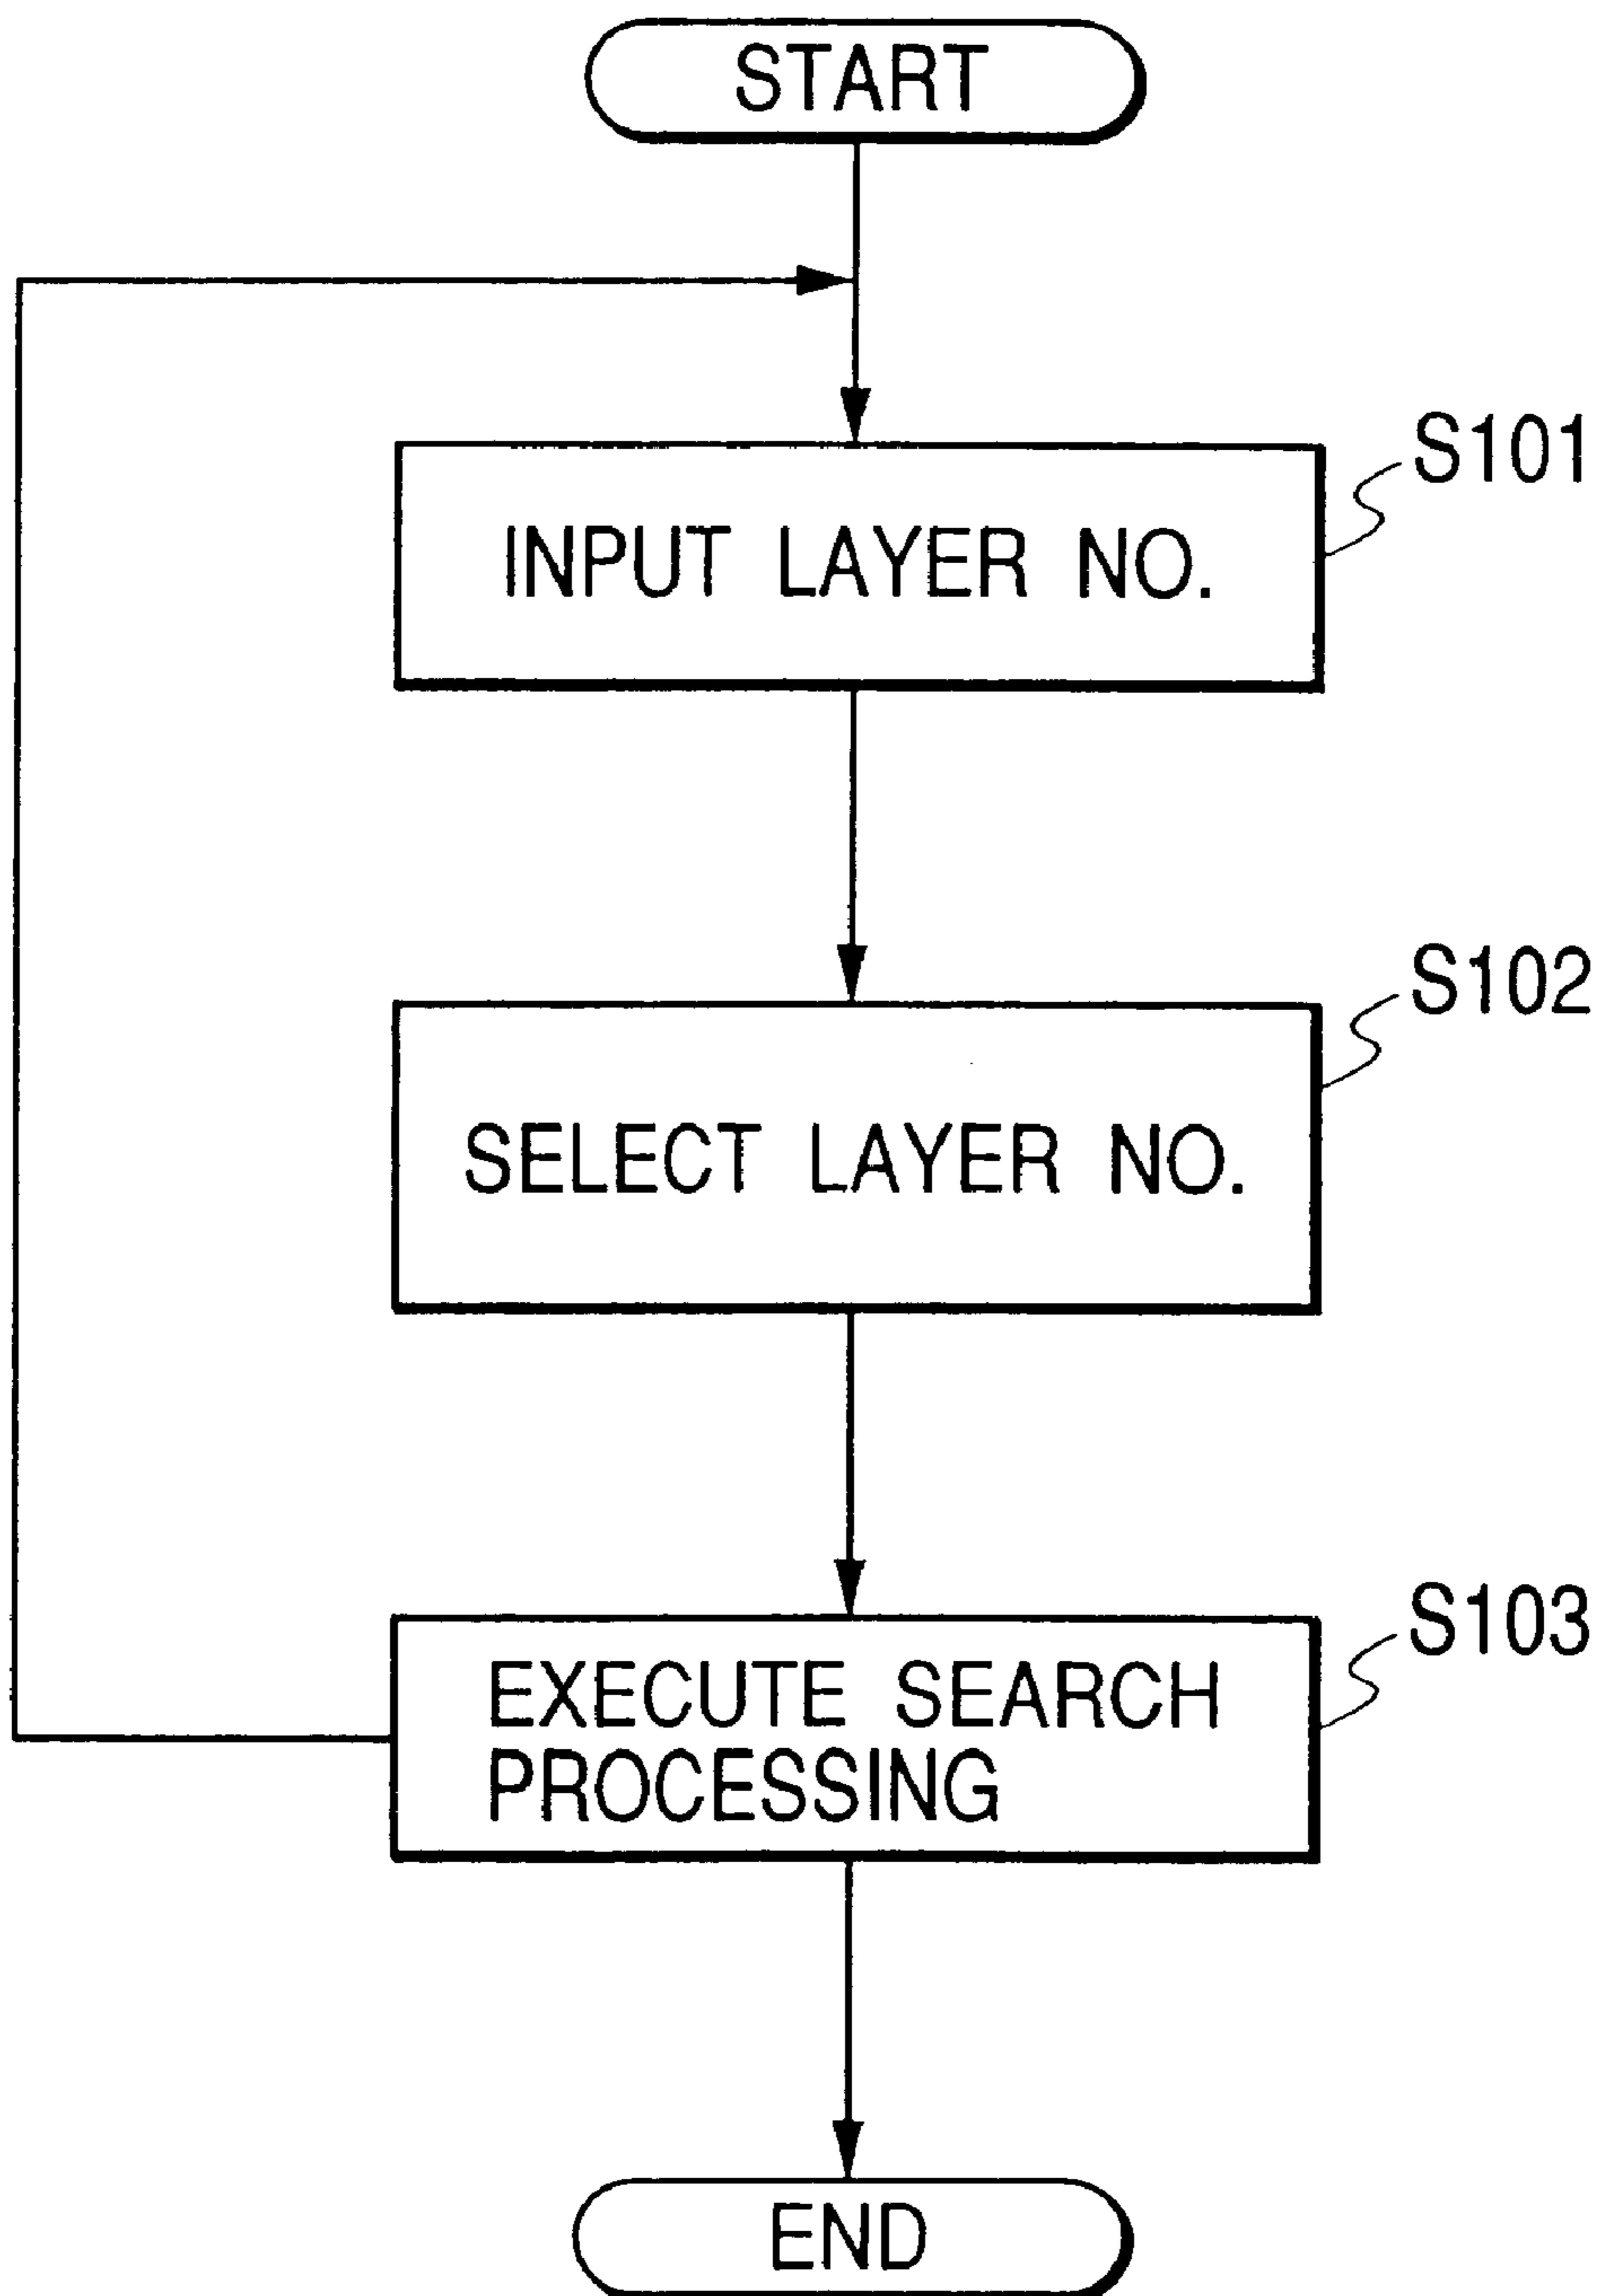 START
S101
INPUT LAYER NO.
S102
SELECT LAYER NO.
S103
EXECUTE SEARCH
PROCESSING
END